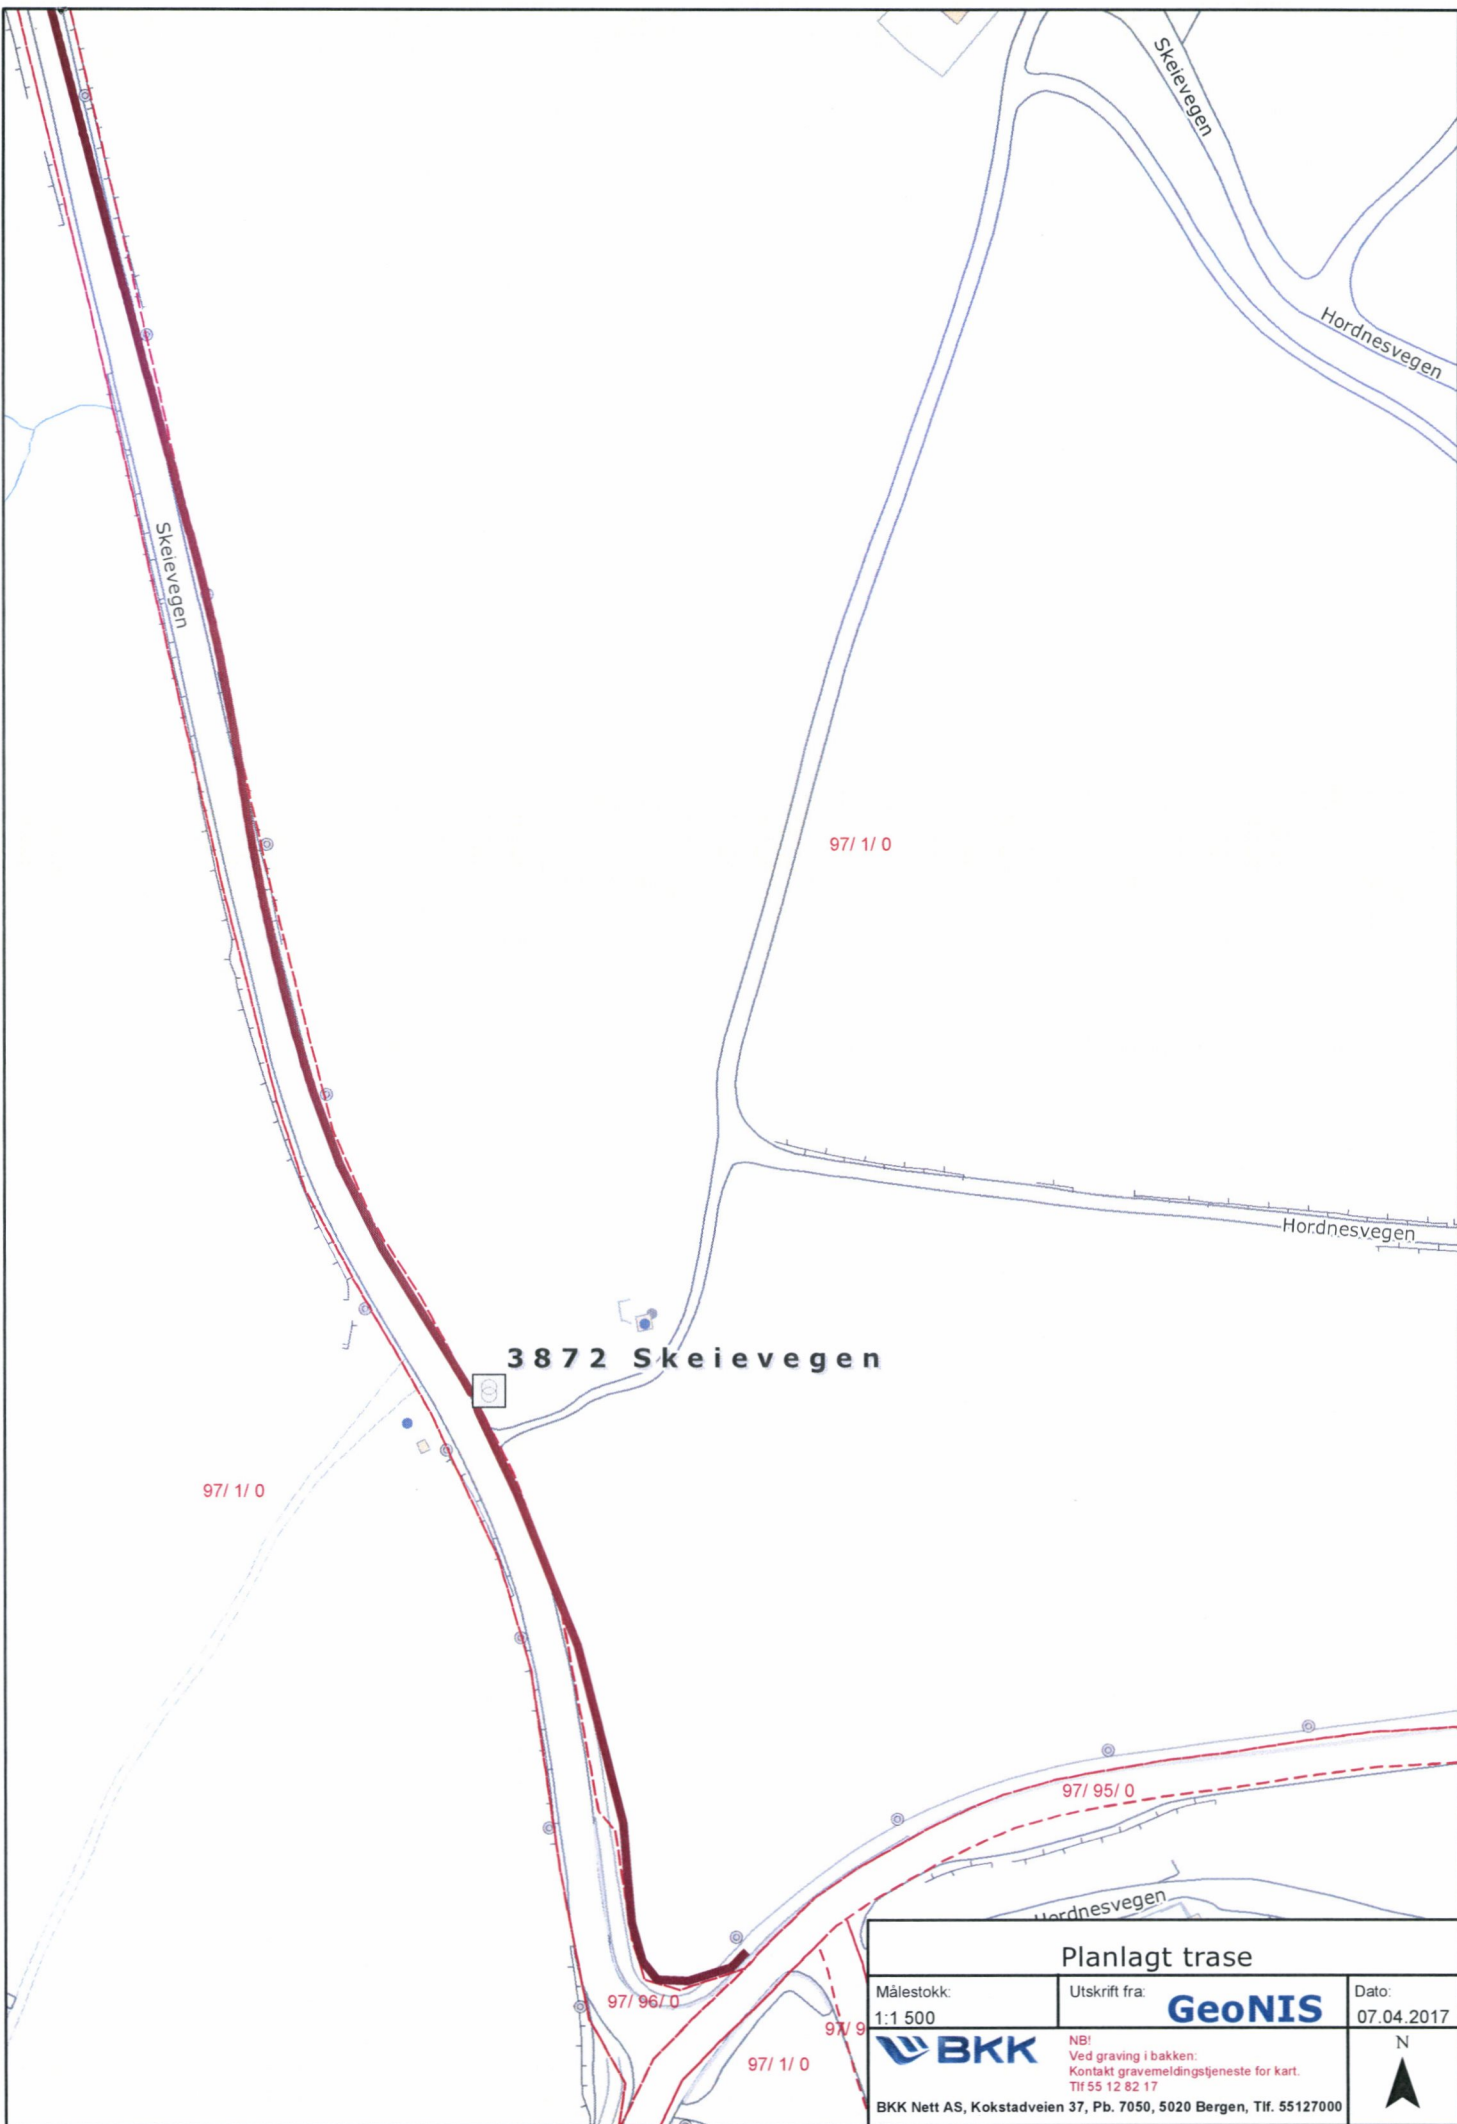 Skeievegen
Hordnesvegen
Skeievegen
97/ 1/ 0
Hordnesvegen
3872 Skeievegen
97/ 1/ 0
97/ 95/ 0
Hordnesvegen
97/ 96/ 0
97/ 9
97/ 1/ 0
Planlagt trase
Målestokk:
1:1 500
Utskrift fra:
GeoNIS
Dato:
07.04.2017
BKK
NB!
Ved graving i bakken:
Kontakt gravemeldingstjeneste for kart.
Tlf 55 12 82 17
N
BKK Nett AS, Kokstadveien 37, Pb. 7050, 5020 Bergen, Tlf. 55127000